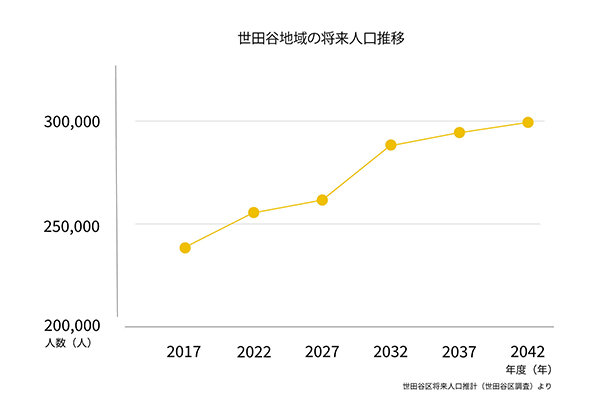 世田谷地域の将来人口推移
300,000
250,000
200,000
人数（人）
2017 2022 2027 2032 2037 2042
年度（年）
世田谷区将来人口推計（世田谷区調査）より